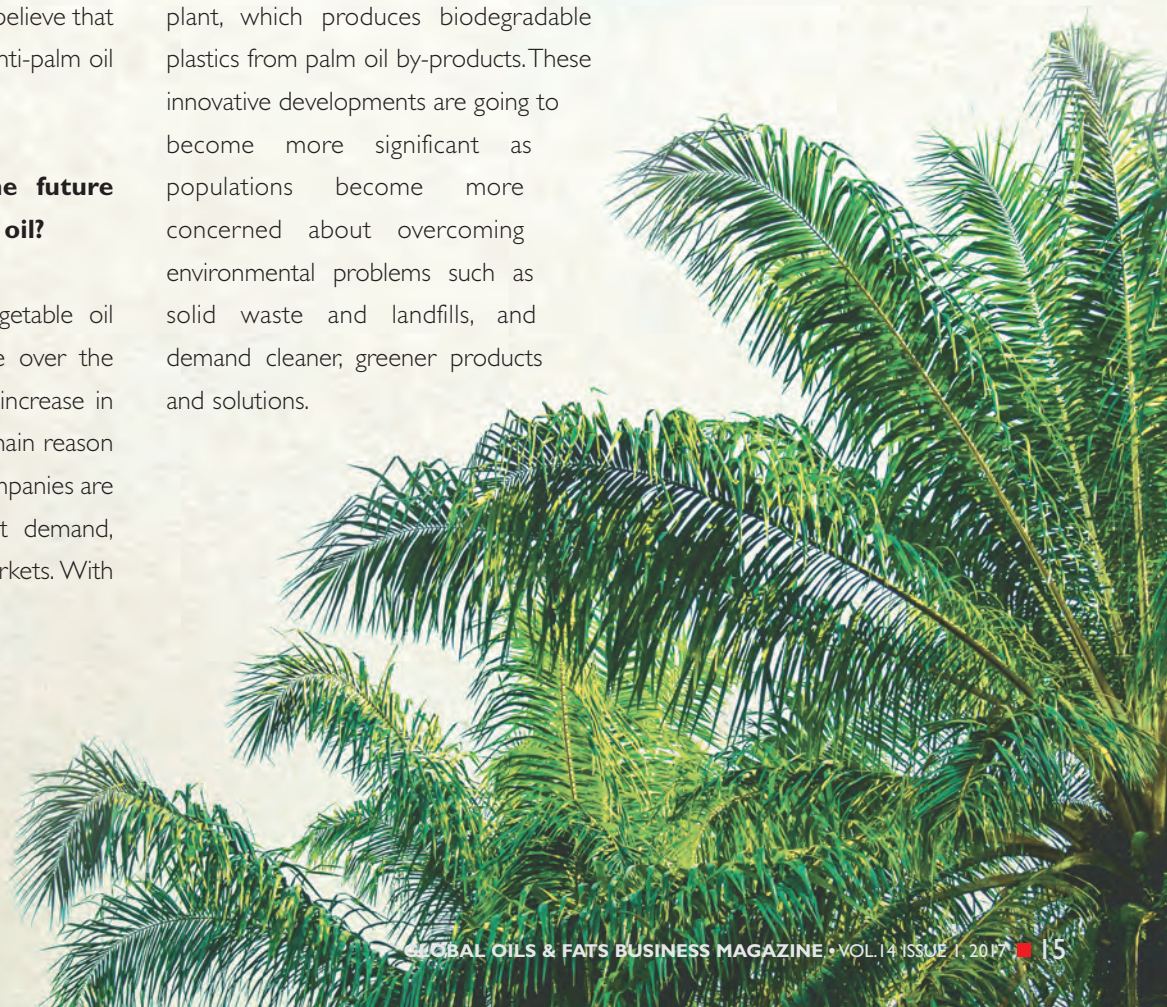 believe that
nti-palm oil
e future
oil?
getable oil
e over the
increase in
main reason
mpanies are
t demand,
rkets. With
plant, which produces biodegradable
plastics from palm oil by-products. These
innovative developments are going to
become more significant as
populations become more
concerned about overcoming
environmental problems such as
solid waste and landfills, and
demand cleaner, greener products
and solutions.
GLOBAL OILS & FATS BUSINESS MAGAZINE • VOL.14 ISSUE 1, 2017 ■ 15